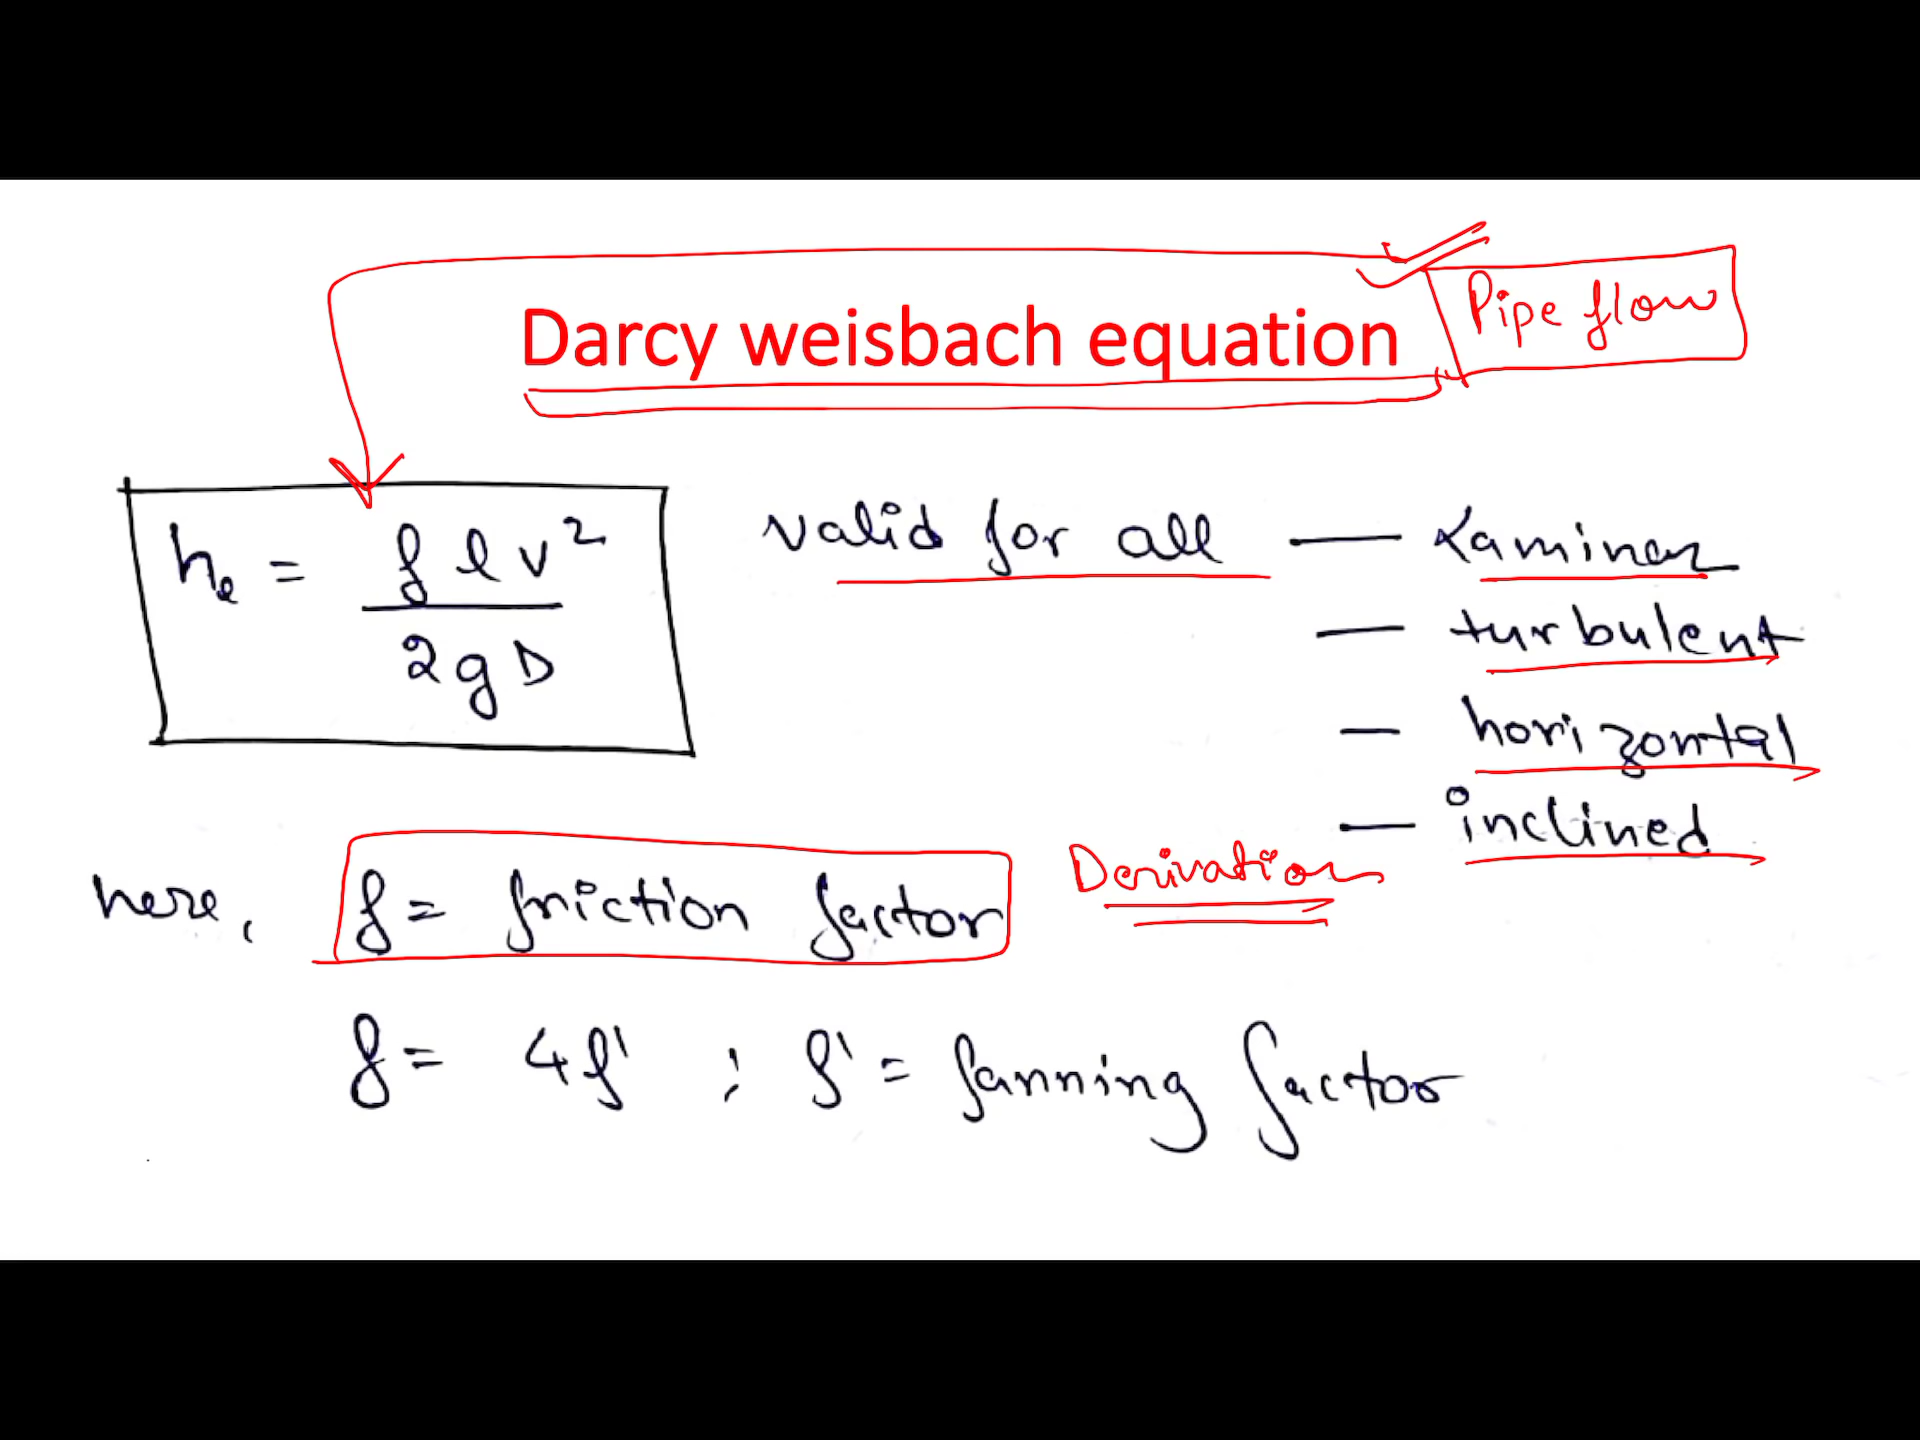 Pipe flow
Darcy weisbach equation
hₑ = f l v² / 2gD
valid for all — Laminar
— turbulent
— horizontal
— inclined
Derivation
here, f = friction factor
f = 4f' ; f' = fanning factor